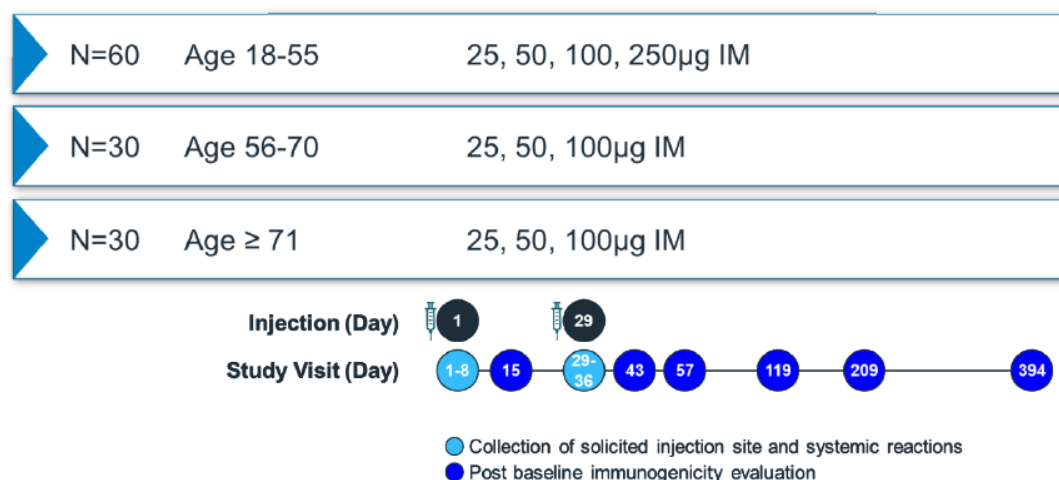 N=60 Age 18-55 25, 50, 100, 250µg IM
N=30 Age 56-70 25, 50, 100µg IM
N=30 Age ≥ 71 25, 50, 100µg IM
Injection (Day) 1 29
Study Visit (Day) 1-8 15 29-36 43 57 119 209 394
Collection of solicited injection site and systemic reactions
Post baseline immunogenicity evaluation